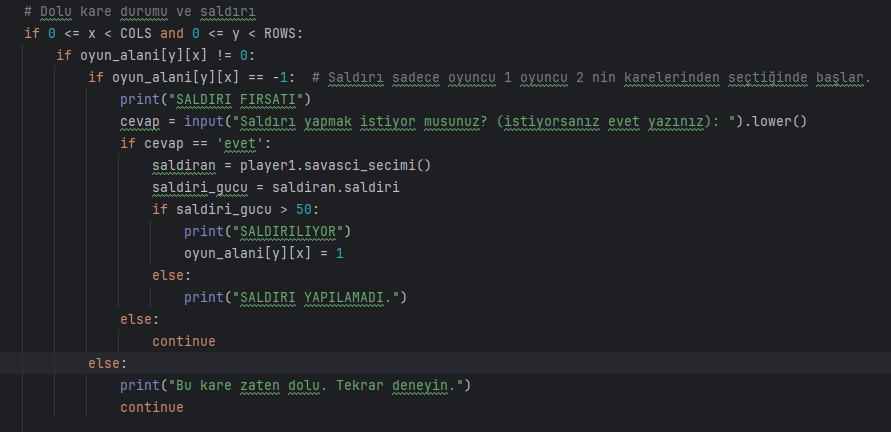 # Dolu kare durumu ve saldırı
if 0 <= x < COLS and 0 <= y < ROWS:
if oyun_alani[y][x] != 0:
if oyun_alani[y][x] == -1:  # Saldırı sadece oyuncu 1 oyuncu 2 nin karelerinden seçtiğinde başlar.
print("SALDIRI FIRSATI")
cevap = input("Saldırı yapmak istiyor musunuz? (istiyorsanız evet yazınız): ").lower()
if cevap == 'evet':
saldiran = player1.savasci_secimi()
saldiri_gucu = saldiran.saldiri
if saldiri_gucu > 50:
print("SALDIRILIYOR")
oyun_alani[y][x] = 1
else:
print("SALDIRI YAPILAMADI.")
else:
continue
else:
print("Bu kare zaten dolu. Tekrar deneyin.")
continue